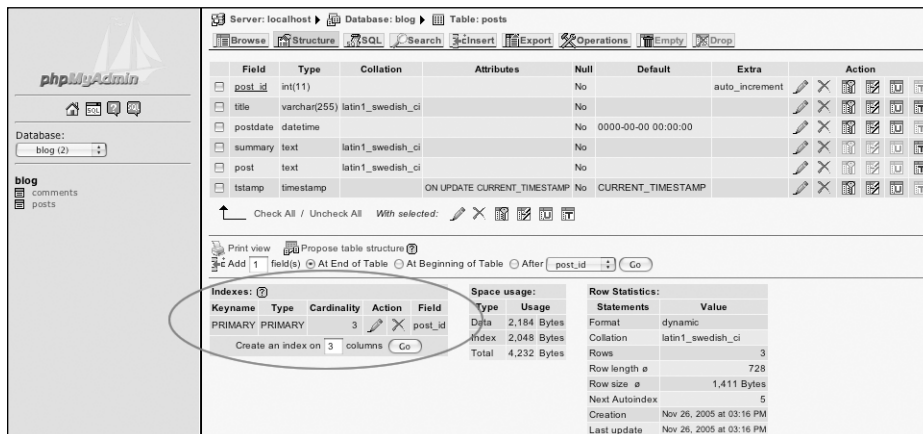 Server: localhost Database: blog Table: posts
Browse Structure SQL Search Insert Export Operations Empty Drop
phpMyAdmin
SQL
Database:
blog (2)
blog
comments
posts
Field Type Collation Attributes Null Default Extra Action
post_id int(11) No auto_increment
title varchar(255) latin1_swedish_ci No
postdate datetime No 0000-00-00 00:00:00
summary text latin1_swedish_ci No
post text latin1_swedish_ci No
tstamp timestamp ON UPDATE CURRENT_TIMESTAMP No CURRENT_TIMESTAMP
Check All / Uncheck All With selected:
Print view Propose table structure
Add 1 field(s) At End of Table At Beginning of Table After post_id Go
Indexes:
Keyname Type Cardinality Action Field
PRIMARY PRIMARY 3 post_id
Create an index on 3 columns Go
Space usage:
Type Usage
Data 2,184 Bytes
Index 2,048 Bytes
Total 4,232 Bytes
Row Statistics:
Statements Value
Format dynamic
Collation latin1_swedish_ci
Rows 3
Row length ø 728
Row size ø 1,411 Bytes
Next Autoindex 5
Creation Nov 26, 2005 at 03:16 PM
Last update Nov 26, 2005 at 03:16 PM